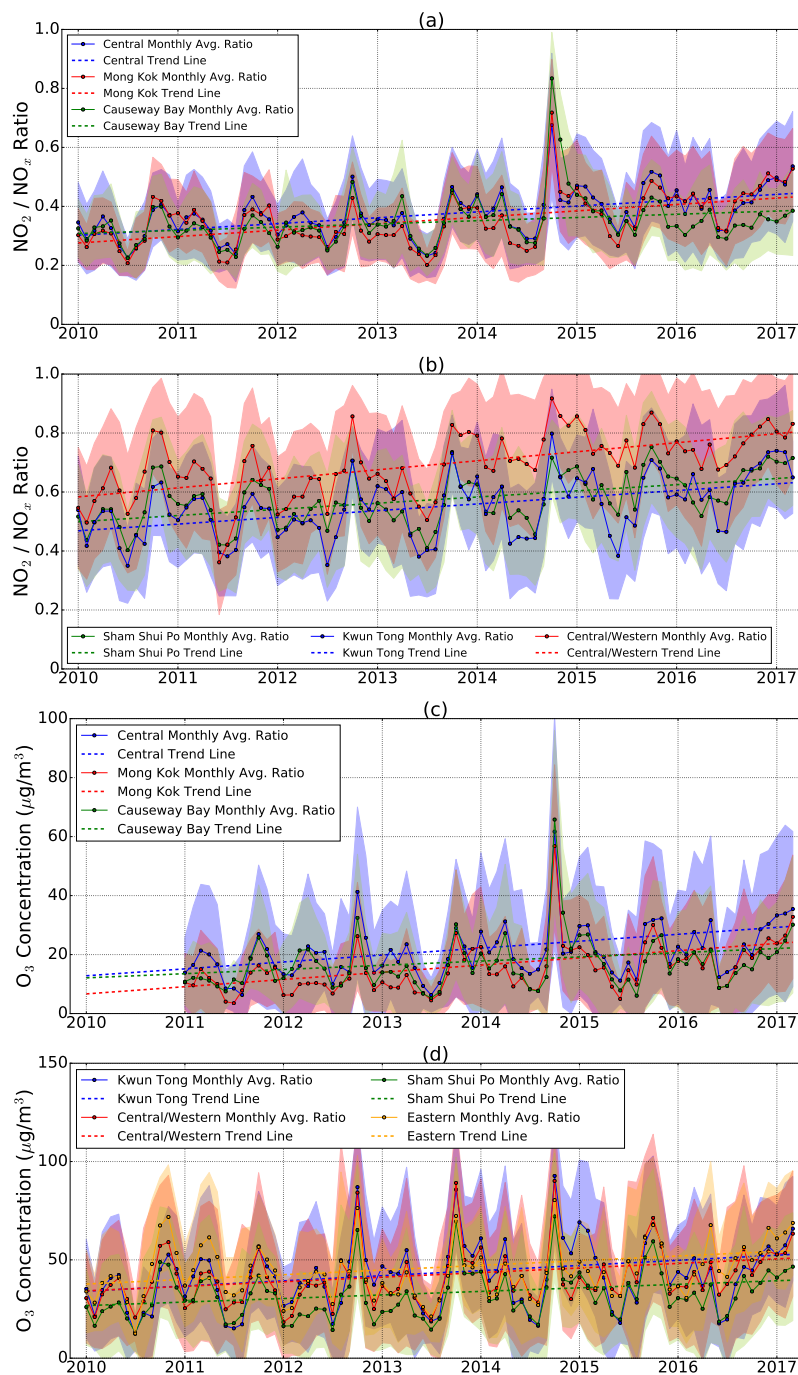 (a)
NO₂ / NOₓ Ratio
1.0
0.8
0.6
0.4
0.2
0
Central Monthly Avg. Ratio
Central Trend Line
Mong Kok Monthly Avg. Ratio
Mong Kok Trend Line
Causeway Bay Monthly Avg. Ratio
Causeway Bay Trend Line
2010 2011 2012 2013 2014 2015 2016 2017
(b)
NO₂ / NOₓ Ratio
1.0
0.8
0.6
0.4
0.2
0
Sham Shui Po Monthly Avg. Ratio Kwun Tong Monthly Avg. Ratio Central/Western Monthly Avg. Ratio
Sham Shui Po Trend Line Kwun Tong Trend Line Central/Western Trend Line
2010 2011 2012 2013 2014 2015 2016 2017
(c)
O₃ Concentration (μg/m³)
100
80
60
40
20
0
Central Monthly Avg. Ratio
Central Trend Line
Mong Kok Monthly Avg. Ratio
Mong Kok Trend Line
Causeway Bay Monthly Avg. Ratio
Causeway Bay Trend Line
2010 2011 2012 2013 2014 2015 2016 2017
(d)
O₃ Concentration (μg/m³)
150
100
50
0
Kwun Tong Monthly Avg. Ratio Sham Shui Po Monthly Avg. Ratio
Kwun Tong Trend Line Sham Shui Po Trend Line
Central/Western Monthly Avg. Ratio Eastern Monthly Avg. Ratio
Central/Western Trend Line Eastern Trend Line
2010 2011 2012 2013 2014 2015 2016 2017